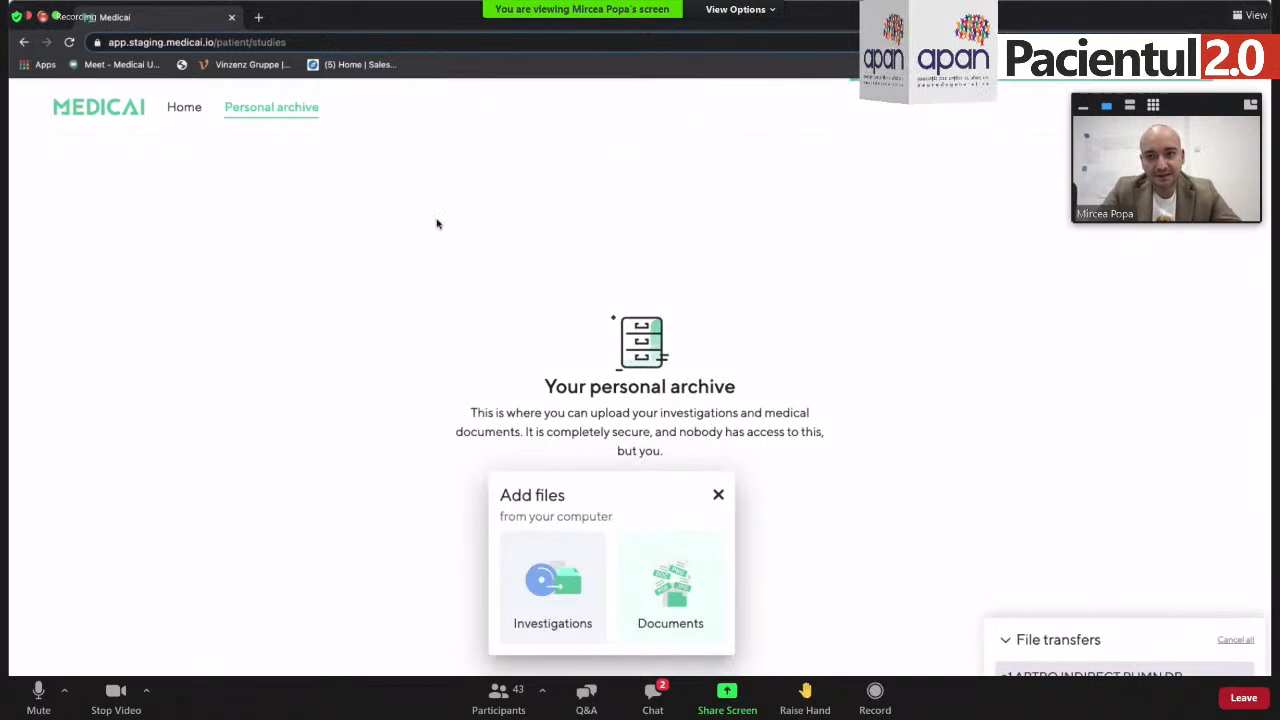 Recording
Medicai
You are viewing Mircea Popa's screen
View Options
View
app.staging.medicai.io/patient/studies
Apps
Meet - Medicai U...
Vinzenz Gruppe |...
(5) Home | Sales...
apan
apan
Pacientul 2.0
MEDICAI
Home
Personal archive
Mircea Popa
Your personal archive
This is where you can upload your investigations and medical
documents. It is completely secure, and nobody has access to this,
but you.
Add files
from your computer
Investigations
Documents
File transfers
Cancel all
Mute
Stop Video
Participants
43
Q&A
Chat
2
Share Screen
Raise Hand
Record
Leave